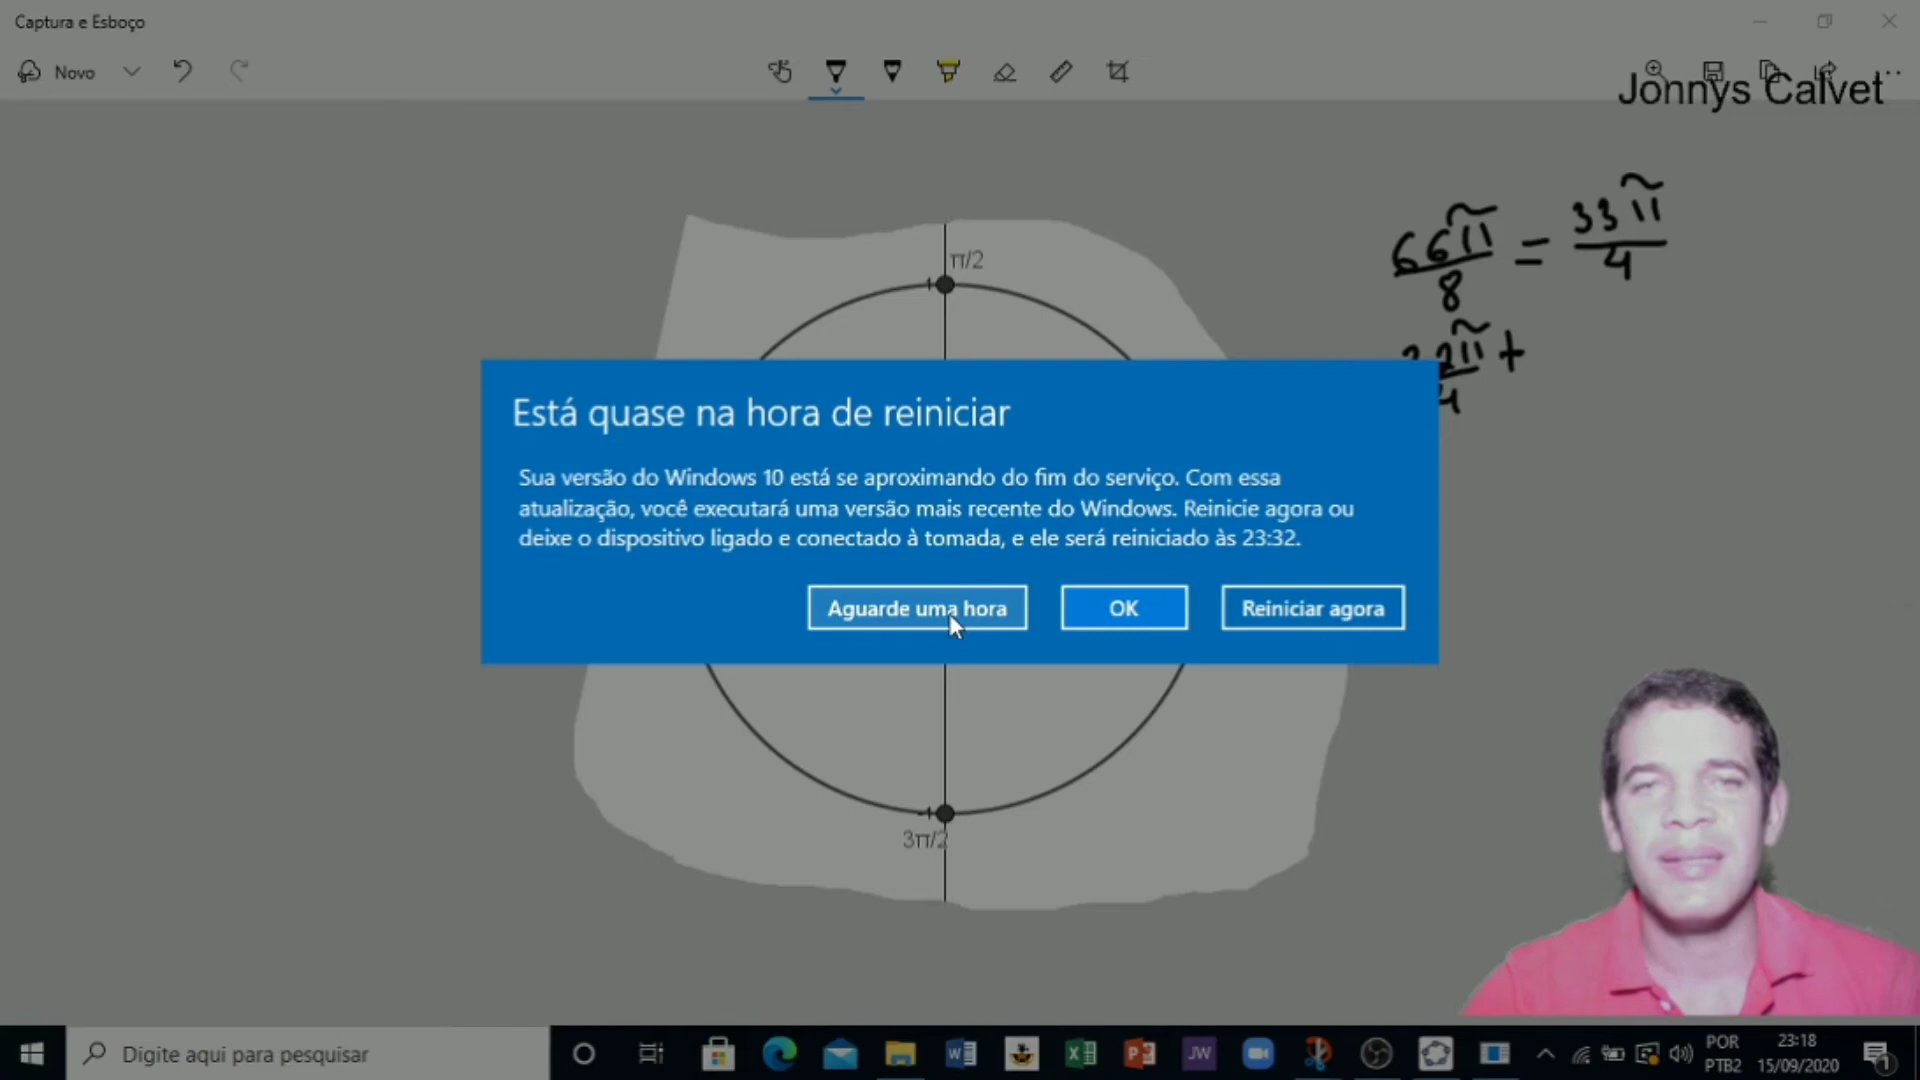 Captura e Esboço
Novo
Jonnys Calvet
66π/8 = 33π/4
π +
4
π/2
Está quase na hora de reiniciar
Sua versão do Windows 10 está se aproximando do fim do serviço. Com essa
atualização, você executará uma versão mais recente do Windows. Reinicie agora ou
deixe o dispositivo ligado e conectado à tomada, e ele será reiniciado às 23:32.
Aguarde uma hora
OK
Reiniciar agora
3π/2
Digite aqui para pesquisar
JW
POR
PTB2
23:18
15/09/2020
1